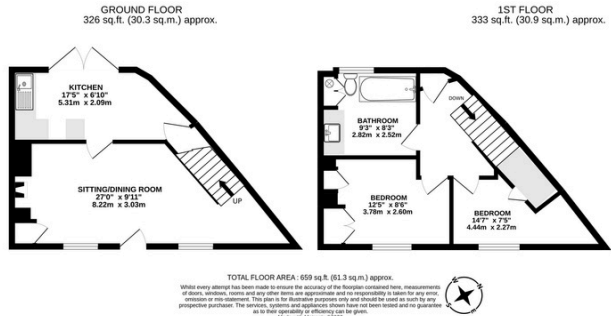 GROUND FLOOR
326 sq.ft. (30.3 sq.m.) approx.
1ST FLOOR
333 sq.ft. (30.9 sq.m.) approx.
KITCHEN
17'5" x 6'10"
5.31m x 2.09m
SITTING/DINING ROOM
27'0" x 9'11"
8.22m x 3.03m
UP
DOWN
BATHROOM
9'3" x 8'3"
2.82m x 2.52m
BEDROOM
12'5" x 8'6"
3.78m x 2.60m
BEDROOM
14'7" x 7'5"
4.44m x 2.27m
TOTAL FLOOR AREA : 659 sq.ft. (61.3 sq.m.) approx.
Whilst every attempt has been made to ensure the accuracy of the floorplan contained here, measurements
of doors, windows, rooms and any other items are approximate and no responsibility is taken for any error,
omission or mis-statement. This plan is for illustrative purposes only and should be used as such by any
prospective purchaser. The services, systems and appliances shown have not been tested and no guarantee
as to their operability or efficiency can be given.